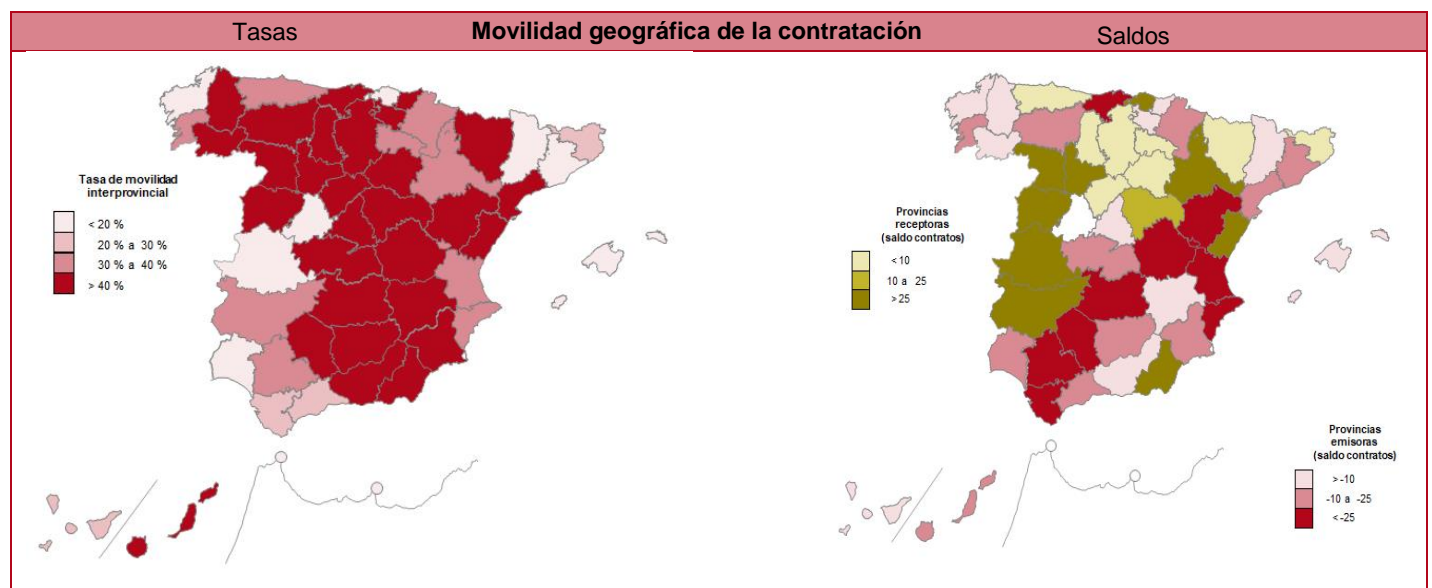 Tasas
Movilidad geográfica de la contratación
Saldos
Tasa de movilidad
interprovincial
< 20 %
20 % a 30 %
30 % a 40 %
> 40 %
Provincias
receptoras
(saldo contratos)
< 10
10 a 25
> 25
Provincias
emisoras
(saldo contratos)
> -10
-10 a -25
< -25